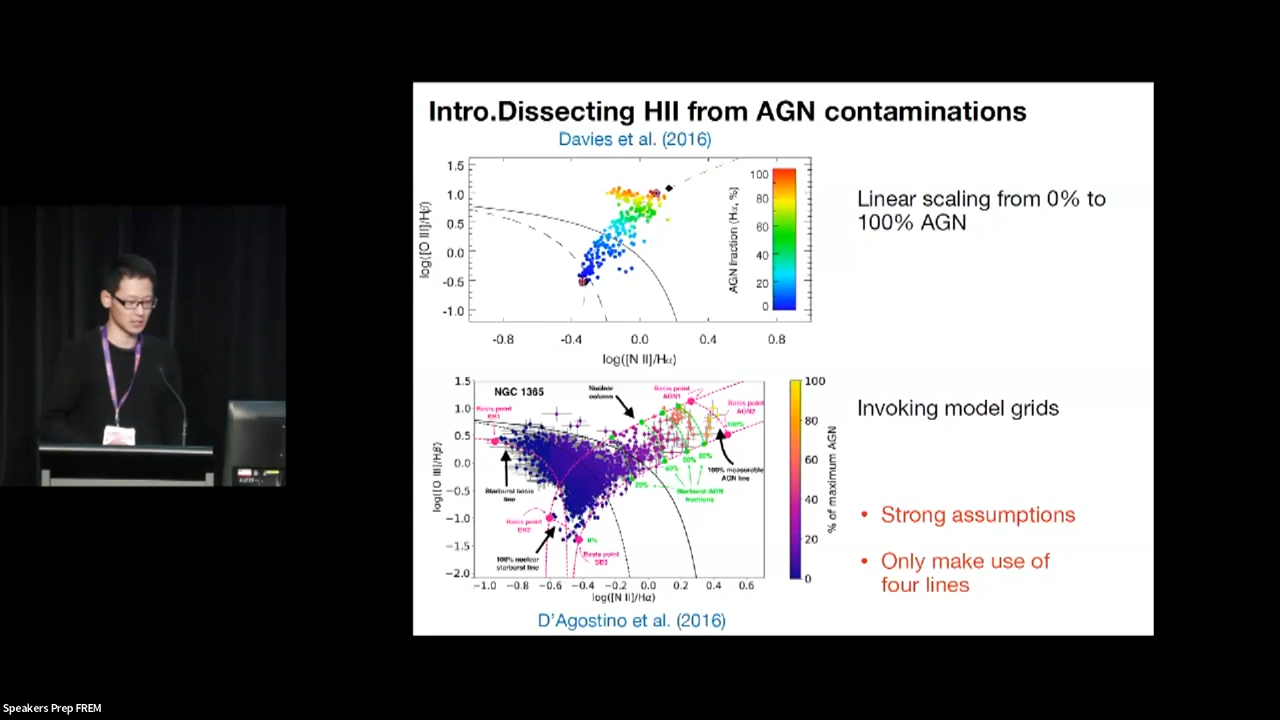 Intro.Dissecting HII from AGN contaminations
Davies et al. (2016)
1.5
1.0
0.5
0.0
-0.5
-1.0
log([O III]/Hβ)
-0.8
-0.4
0.0
0.4
0.8
log([N II]/Hα)
AGN fraction (Hα, %)
100
80
60
40
20
0
Linear scaling from 0% to
100% AGN
NGC 1365
1.5
1.0
0.5
0.0
−0.5
−1.0
−1.5
−2.0
log([O III]/Hβ)
Nuclear
column
Basis point
AGN1
Basis point
AGN2
Basis point
100%
80%
60%
40%
20%
0%
100% measurable
AGN line
Starburst-AGN
fractions
Starburst basis
line
Basis point
SB2
100% nuclear
starburst line
Basis point
SB3
−1.0
−0.8
−0.6
−0.4
−0.2
0.0
0.2
0.4
0.6
log([N II]/Hα)
100
80
60
40
20
0
% of maximum AGN
Invoking model grids
• Strong assumptions
• Only make use of
four lines
D'Agostino et al. (2016)
Speakers Prep FREM